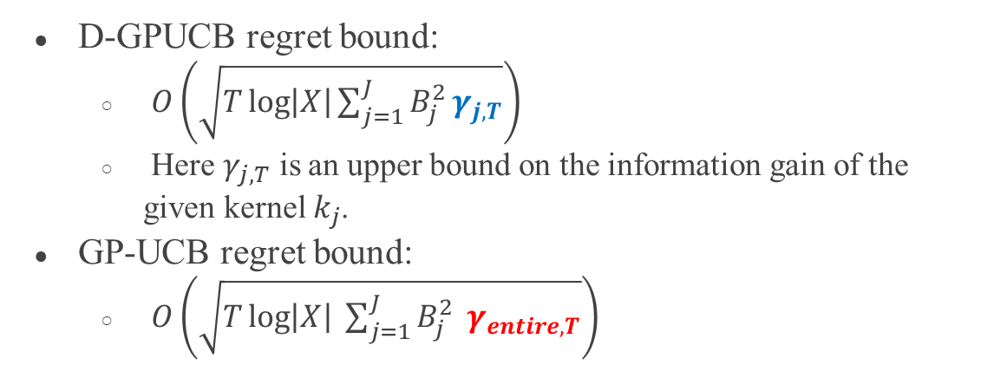 • D-GPUCB regret bound:
○ $O\left(\sqrt{T \log|X| \sum_{j=1}^{J} B_j^2 \, \boldsymbol{\gamma_{j,T}}}\right)$
○ Here $\gamma_{j,T}$ is an upper bound on the information gain of the
given kernel $k_j$.
• GP-UCB regret bound:
○ $O\left(\sqrt{T \log|X| \sum_{j=1}^{J} B_j^2 \, \boldsymbol{\gamma_{entire,T}}}\right)$